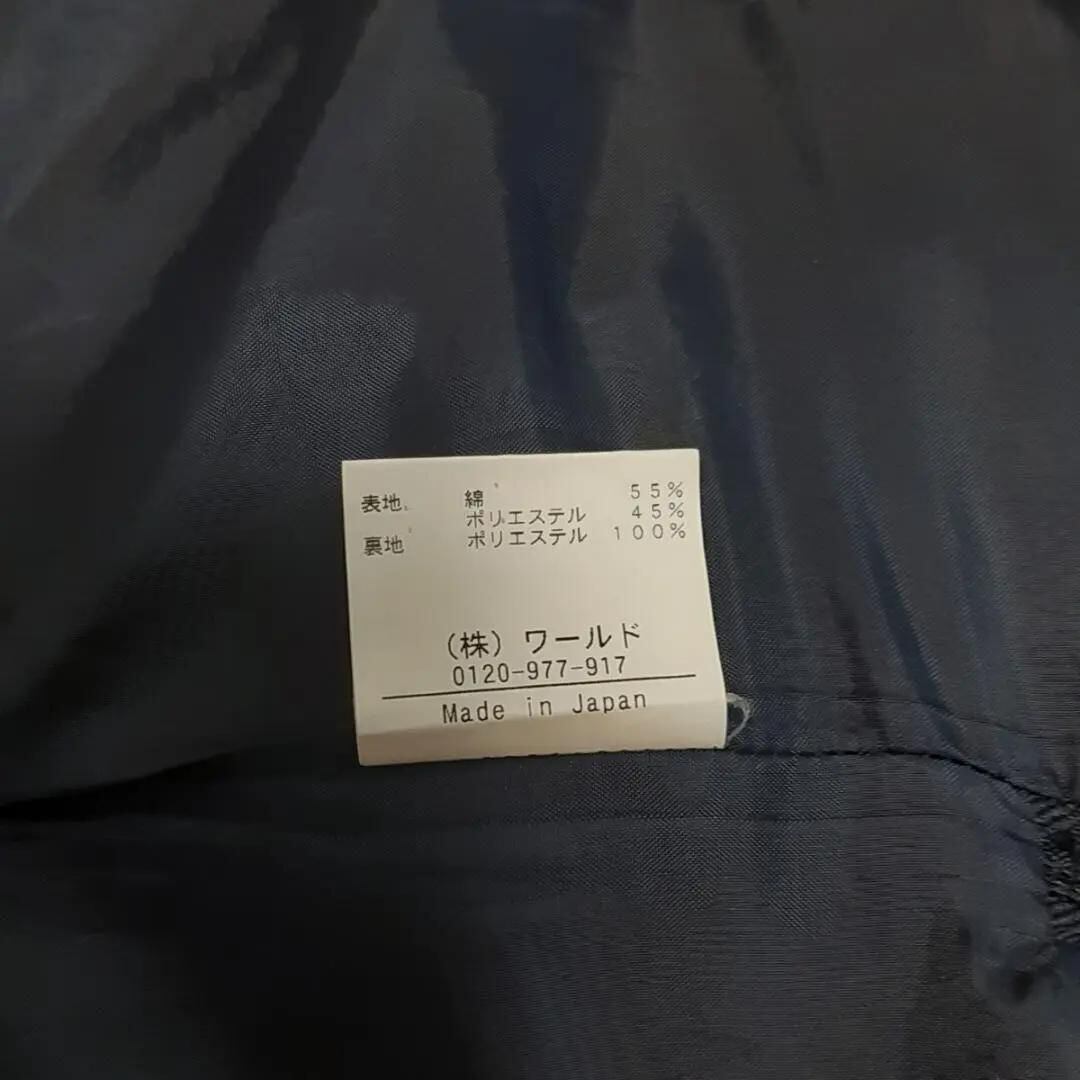 表地 綿 55%
ポリエステル 45%
裏地 ポリエステル 100%
(株)ワールド
0120-977-917
Made in Japan